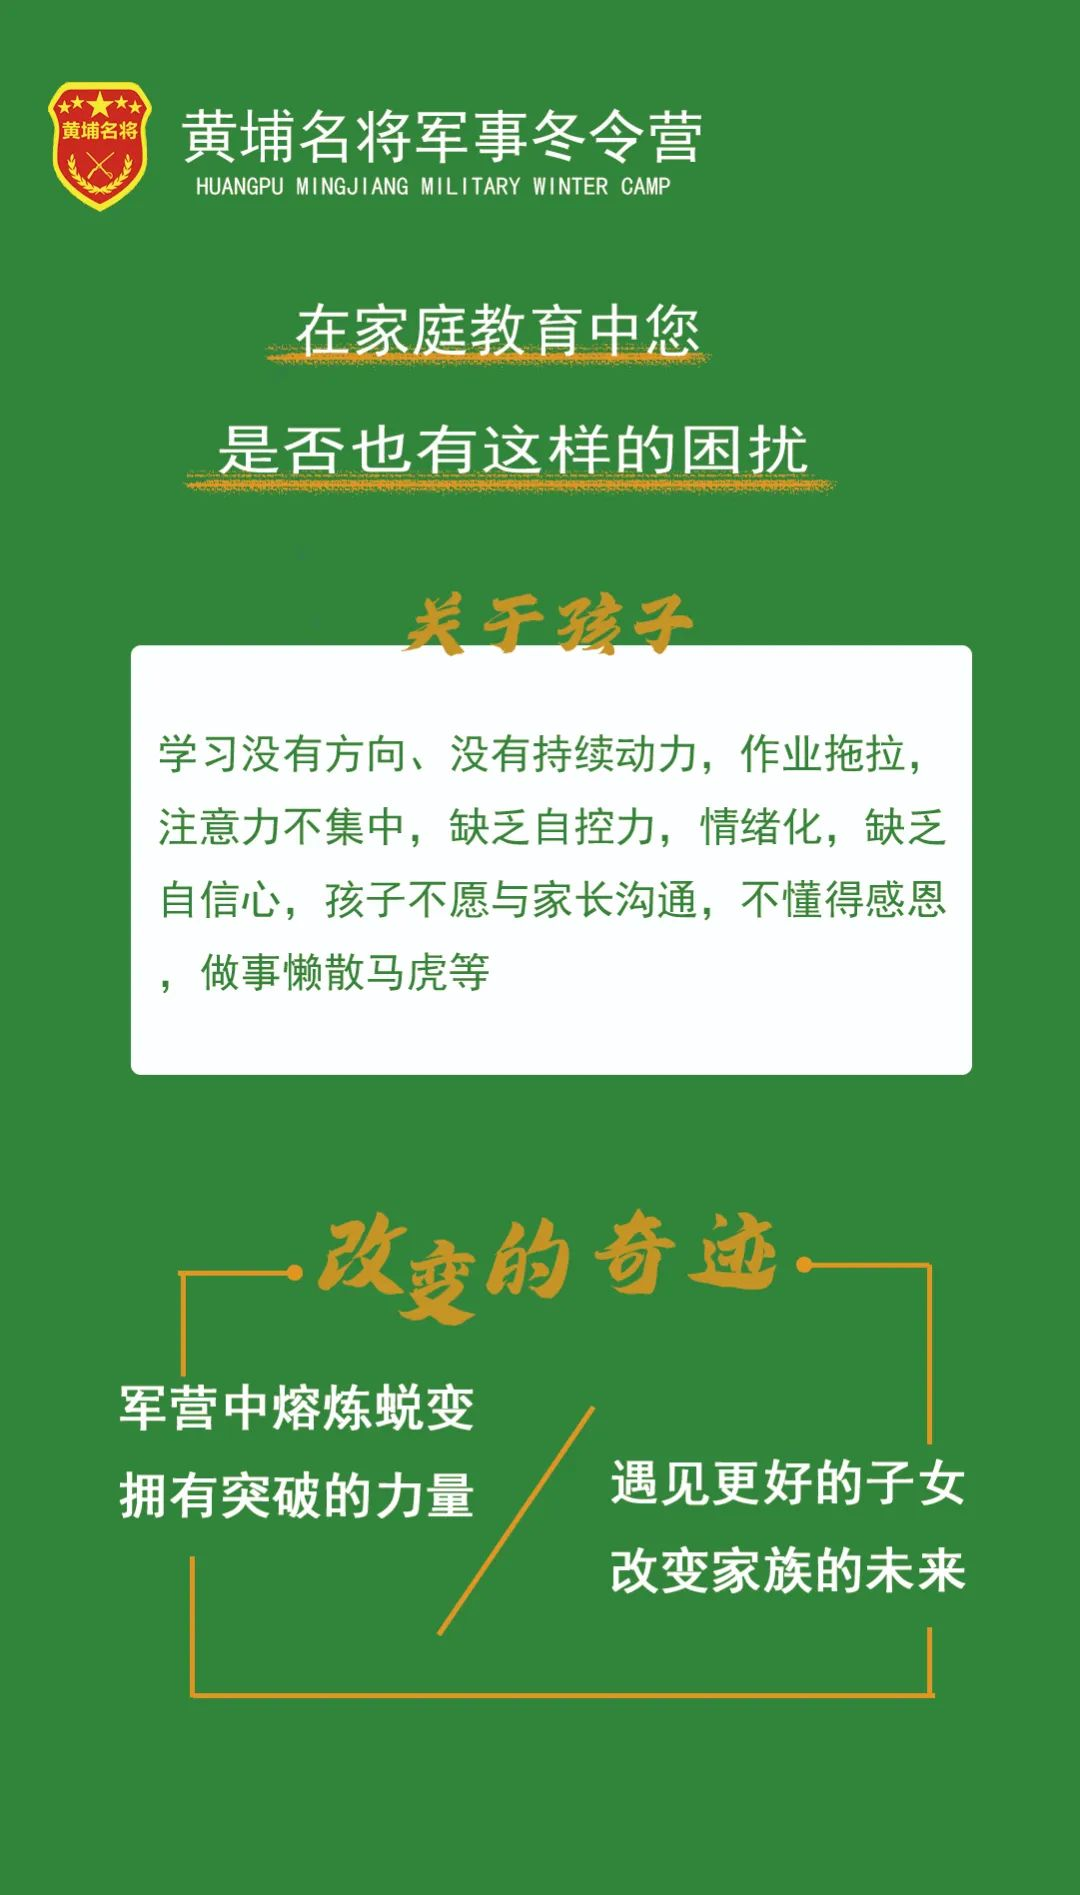 黄埔名将
黄埔名将军事冬令营
HUANGPU MINGJIANG MILITARY WINTER CAMP
在家庭教育中您
是否也有这样的困扰
关于孩子
学习没有方向、没有持续动力，作业拖拉，
注意力不集中，缺乏自控力，情绪化，缺乏
自信心，孩子不愿与家长沟通，不懂得感恩
，做事懒散马虎等
改变的奇迹
军营中熔炼蜕变
拥有突破的力量
遇见更好的子女
改变家族的未来